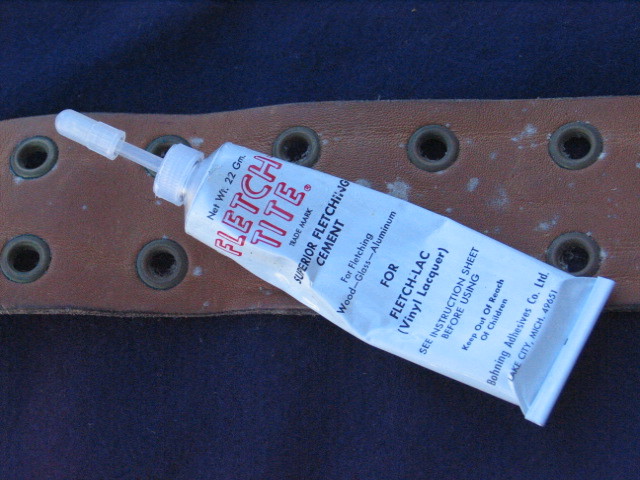 Net Wt. 22 Gm.
FLETCH
TITE®
TRADE MARK
SUPERIOR FLETCHING
CEMENT
For Fletching
Wood—Glass—Aluminum
FOR
FLETCH-LAC
(Vinyl Lacquer)
SEE INSTRUCTION SHEET
BEFORE USING
Keep Out Of Reach
Of Children
Bohning Adhesives Co. Ltd.
LAKE CITY, MICH. 49651